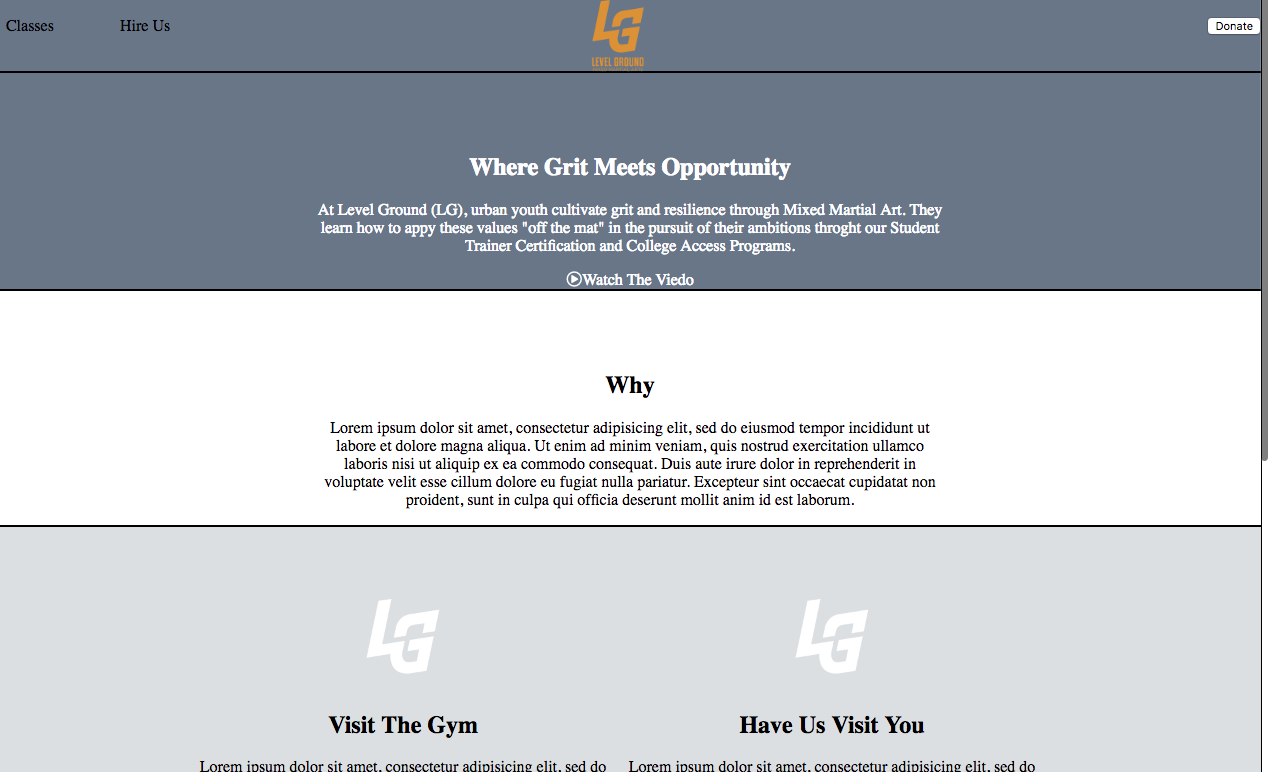 Classes
Hire Us
LG
LEVEL GROUND
Donate
Where Grit Meets Opportunity
At Level Ground (LG), urban youth cultivate grit and resilience through Mixed Martial Art. They
learn how to appy these values "off the mat" in the pursuit of their ambitions throght our Student
Trainer Certification and College Access Programs.
Watch The Viedo
Why
Lorem ipsum dolor sit amet, consectetur adipisicing elit, sed do eiusmod tempor incididunt ut
labore et dolore magna aliqua. Ut enim ad minim veniam, quis nostrud exercitation ullamco
laboris nisi ut aliquip ex ea commodo consequat. Duis aute irure dolor in reprehenderit in
voluptate velit esse cillum dolore eu fugiat nulla pariatur. Excepteur sint occaecat cupidatat non
proident, sunt in culpa qui officia deserunt mollit anim id est laborum.
LG
LG
Visit The Gym
Have Us Visit You
Lorem ipsum dolor sit amet, consectetur adipisicing elit, sed do
Lorem ipsum dolor sit amet, consectetur adipisicing elit, sed do